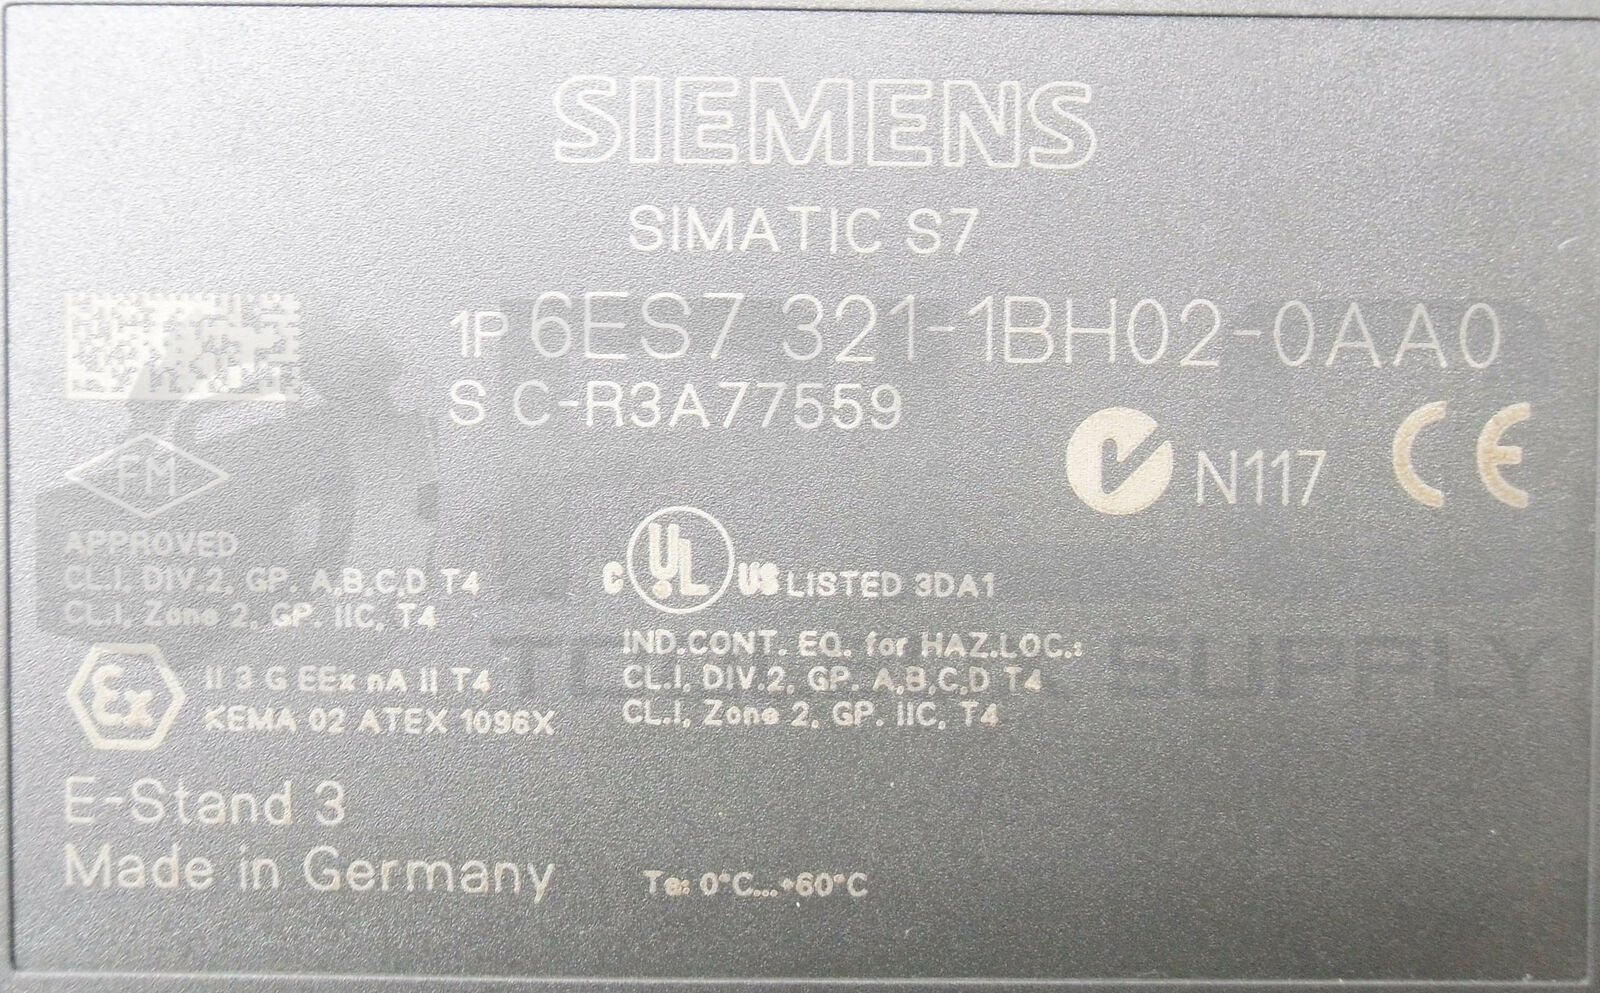 SIEMENS
SIMATIC S7
1P 6ES7 321-1BH02-0AA0
S C-R3A77559
N117 CE
FM
APPROVED
CL.I, DIV.2, GP. A,B,C,D T4
CL.I, Zone 2, GP. IIC, T4
C UL US LISTED 3DA1
IND.CONT. EQ. for HAZ.LOC.:
CL.I, DIV.2, GP. A,B,C,D T4
CL.I, Zone 2, GP. IIC, T4
Ex II 3 G EEx nA II T4
KEMA 02 ATEX 1096X
E-Stand 3
Made in Germany
Ta: 0°C...+60°C
SUPPLY